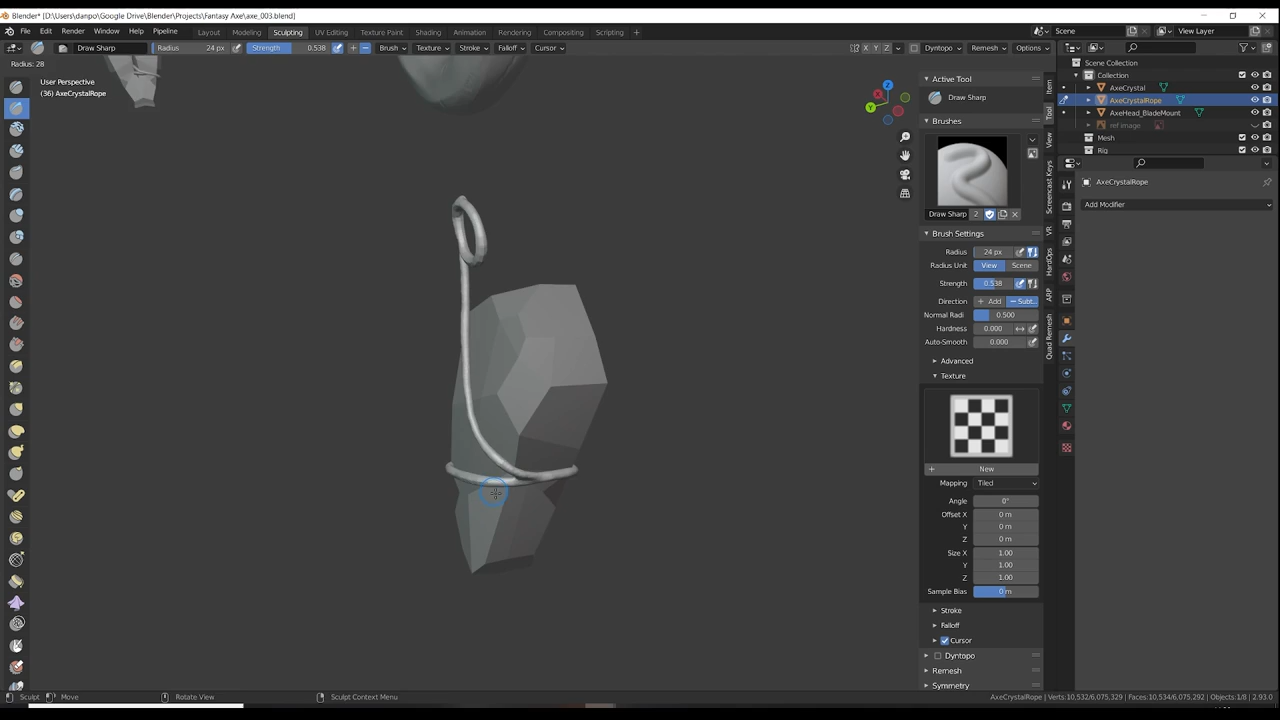 Blender* [D:\Users\danpo\Google Drive\Blender\Projects\Fantasy Axe\axe_003.blend]
File Edit Render Window Help Pipeline Layout Modeling Sculpting UV Editing Texture Paint Shading Animation Rendering Compositing Scripting + Scene View Layer
Draw Sharp Radius 24 px Strength 0.538 + − Brush Texture Stroke Falloff Cursor X Y Z Dyntopo Remesh Options
Radius: 28
User Perspective
(36) AxeCrystalRope
Z
X
Y
Active Tool
Draw Sharp
Brushes
Draw Sharp 2
Brush Settings
Radius 24 px
Radius Unit View Scene
Strength 0.538
Direction + Add − Subt..
Normal Radi 0.500
Hardness 0.000
Auto-Smooth 0.000
Advanced
Texture
+ New
Mapping Tiled
Angle 0°
Offset X 0 m
Y 0 m
Z 0 m
Size X 1.00
Y 1.00
Z 1.00
Sample Bias 0 m
Stroke
Falloff
Cursor
Dyntopo
Remesh
Symmetry
Item
Tool
View
Screencast Keys
VR
HardOps
ARP
Quad Remesh
Scene Collection
Collection
AxeCrystal
AxeCrystalRope
AxeHead_BladeMount
ref image
Mesh
Rig
AxeCrystalRope
Add Modifier
Sculpt Move Rotate View Sculpt Context Menu AxeCrystalRope | Verts:10,532/6,075,329 | Faces:10,534/6,075,292 | Objects:1/8 | 2.93.0